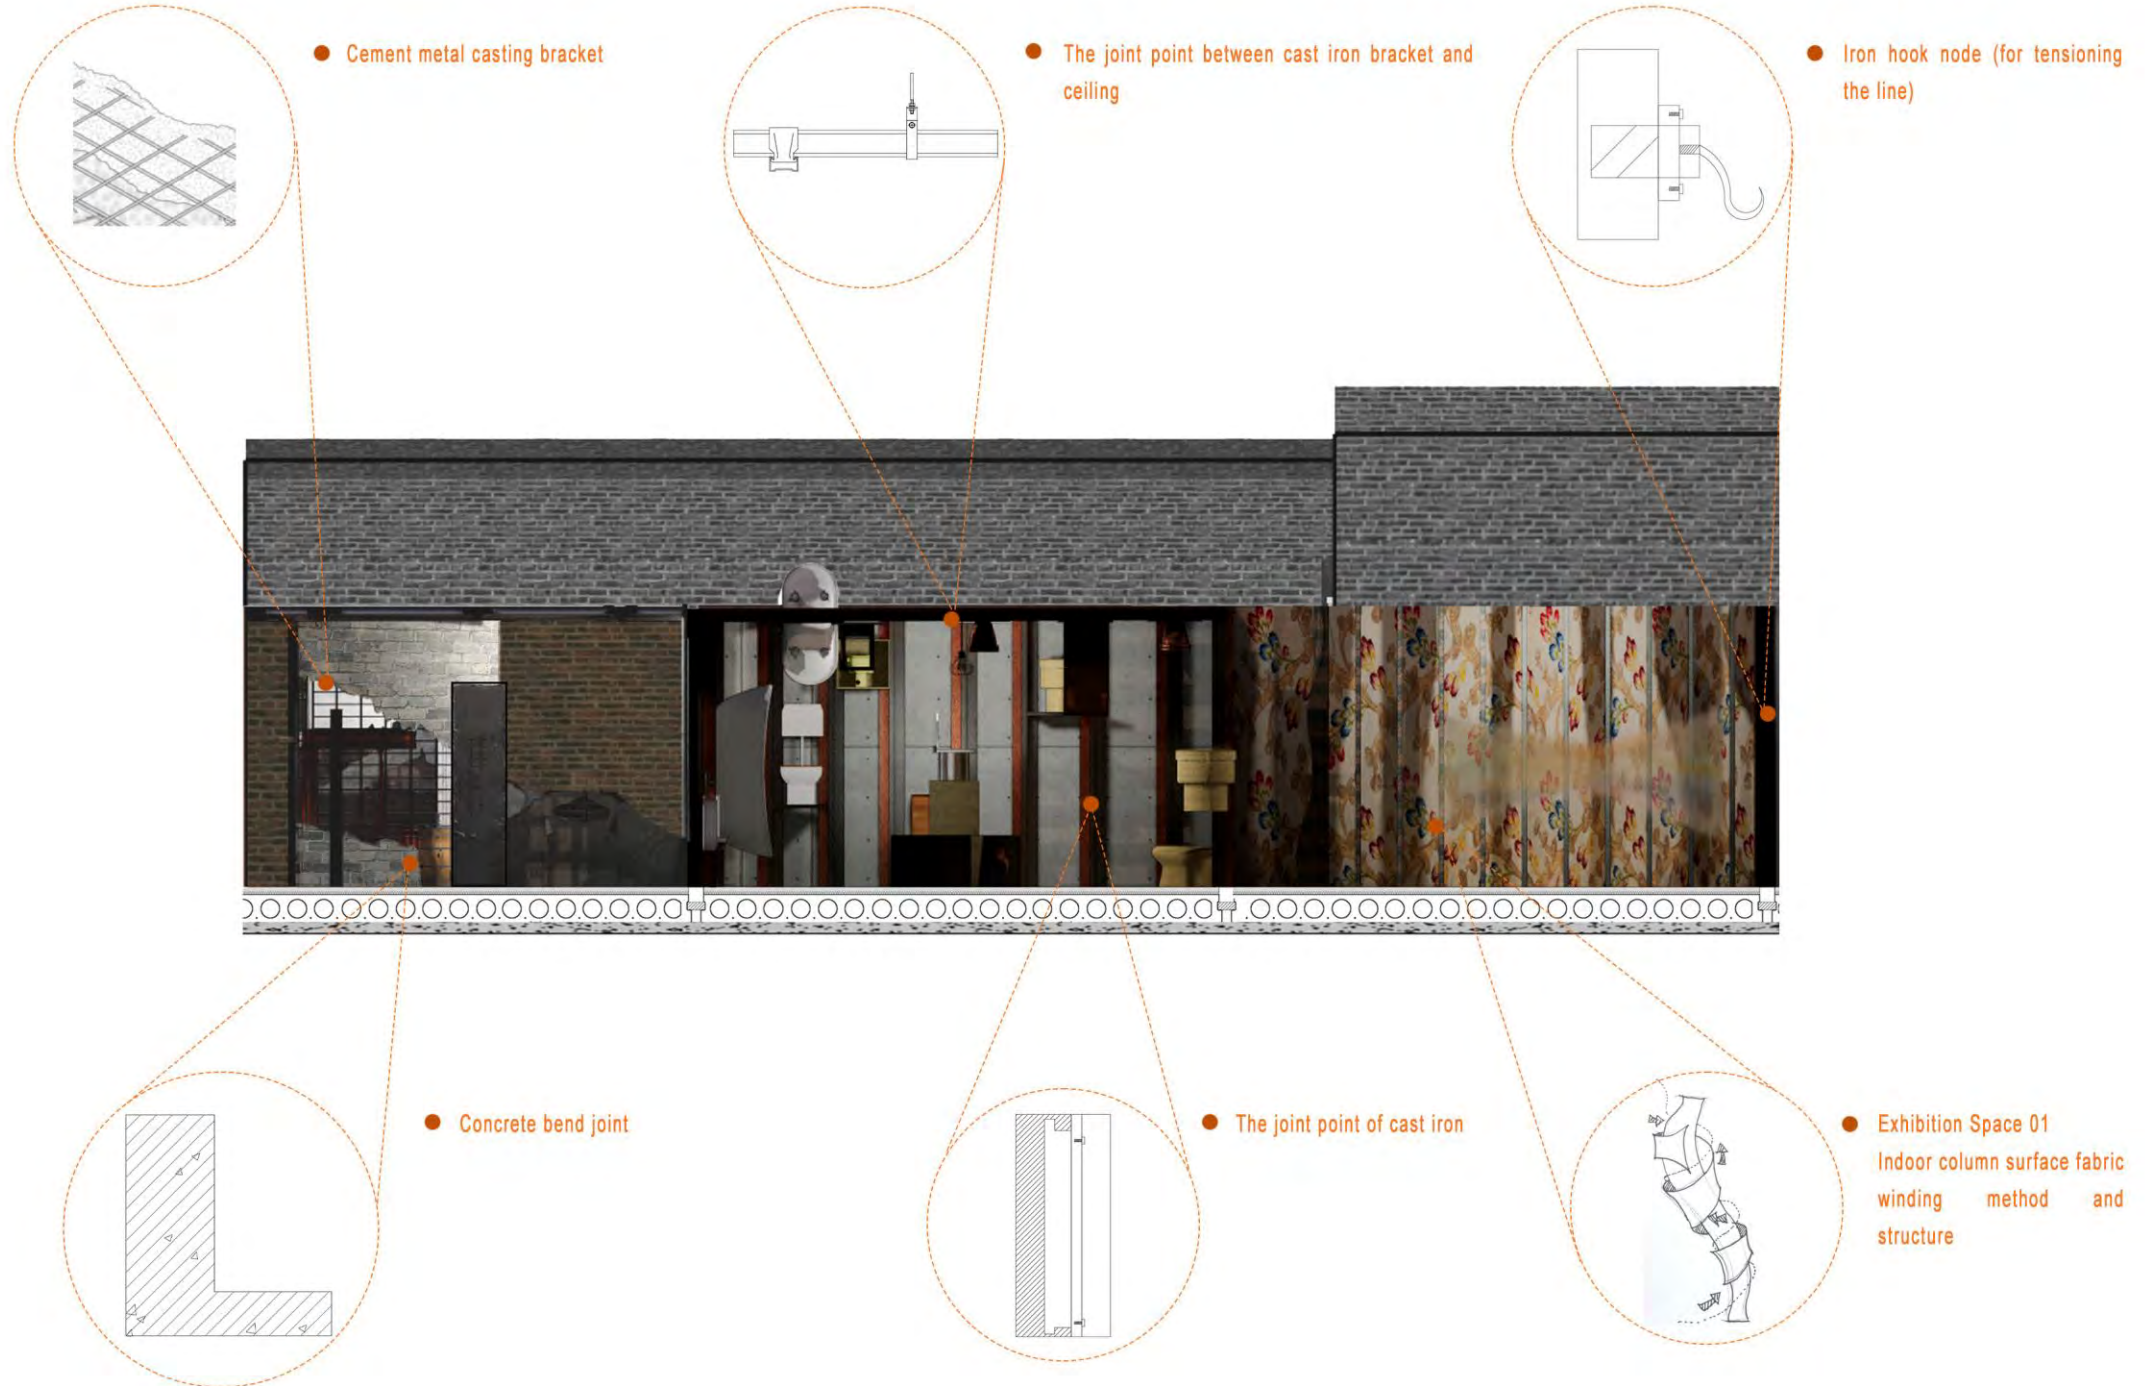 Cement metal casting bracket
The joint point between cast iron bracket and
ceiling
Iron hook node (for tensioning
the line)
Concrete bend joint
The joint point of cast iron
Exhibition Space 01
Indoor column surface fabric
winding method and
structure